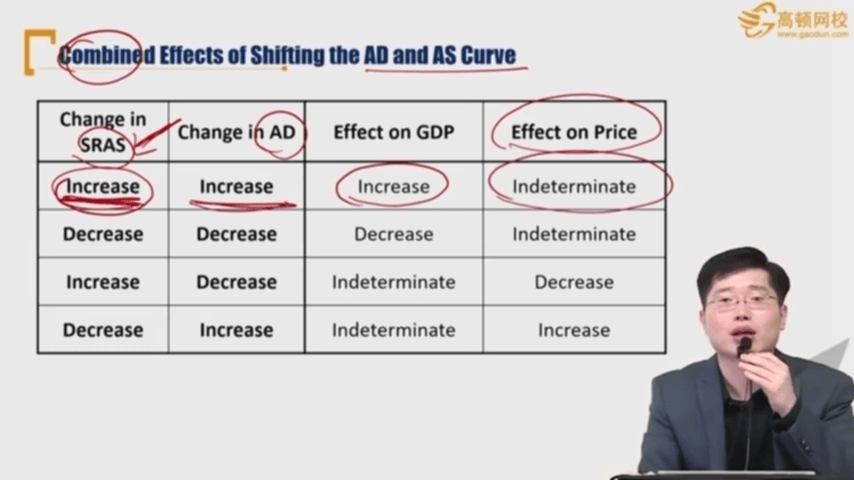 高顿网校
www.gaodun.com
Combined Effects of Shifting the AD and AS Curve
Change in
SRAS
Change in AD
Effect on GDP
Effect on Price
Increase
Increase
Increase
Indeterminate
Decrease
Decrease
Decrease
Indeterminate
Increase
Decrease
Indeterminate
Decrease
Decrease
Increase
Indeterminate
Increase